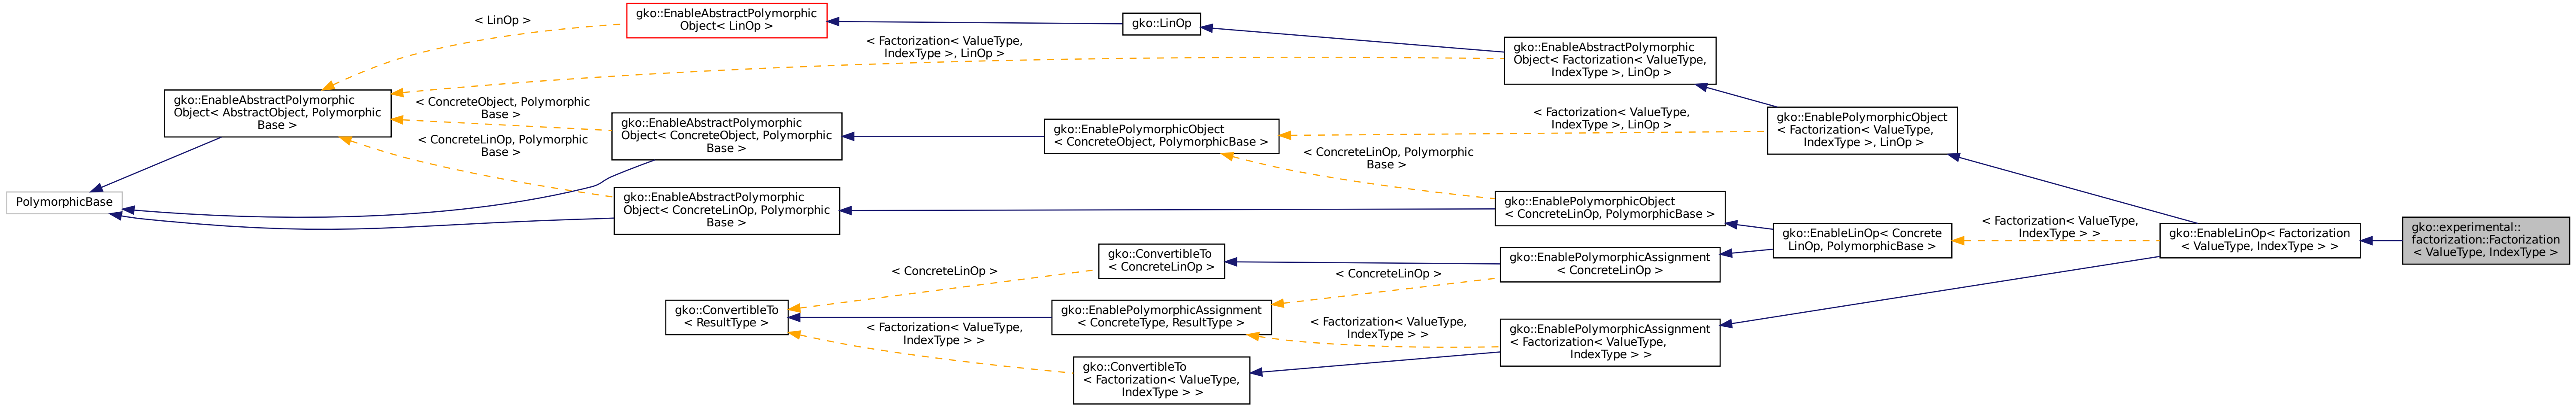 gko::EnableAbstractPolymorphic
Object< LinOp >
< LinOp >
gko::LinOp
< Factorization< ValueType,
IndexType >, LinOp >
gko::EnableAbstractPolymorphic
Object< Factorization< ValueType,
IndexType >, LinOp >
gko::EnableAbstractPolymorphic
Object< AbstractObject, Polymorphic
Base >
< ConcreteObject, Polymorphic
Base >
gko::EnableAbstractPolymorphic
Object< ConcreteObject, Polymorphic
Base >
gko::EnablePolymorphicObject
< ConcreteObject, PolymorphicBase >
< Factorization< ValueType,
IndexType >, LinOp >
gko::EnablePolymorphicObject
< Factorization< ValueType,
IndexType >, LinOp >
< ConcreteLinOp, Polymorphic
Base >
< ConcreteLinOp, Polymorphic
Base >
PolymorphicBase
gko::EnableAbstractPolymorphic
Object< ConcreteLinOp, Polymorphic
Base >
gko::EnablePolymorphicObject
< ConcreteLinOp, PolymorphicBase >
gko::EnableLinOp< Concrete
LinOp, PolymorphicBase >
< Factorization< ValueType,
IndexType > >
gko::EnableLinOp< Factorization
< ValueType, IndexType > >
gko::experimental::
factorization::Factorization
< ValueType, IndexType >
gko::ConvertibleTo
< ConcreteLinOp >
gko::EnablePolymorphicAssignment
< ConcreteLinOp >
< ConcreteLinOp >
< ConcreteLinOp >
gko::ConvertibleTo
< ResultType >
gko::EnablePolymorphicAssignment
< ConcreteType, ResultType >
< Factorization< ValueType,
IndexType > >
< Factorization< ValueType,
IndexType > >
gko::EnablePolymorphicAssignment
< Factorization< ValueType,
IndexType > >
gko::ConvertibleTo
< Factorization< ValueType,
IndexType > >